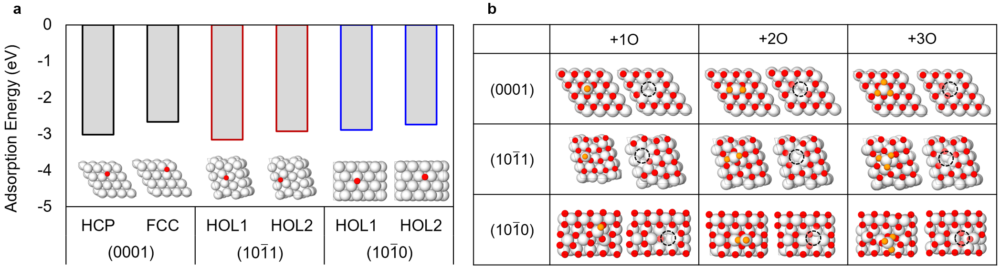 a
Adsorption Energy (eV)
0
-1
-2
-3
-4
-5
HCP FCC HOL1 HOL2 HOL1 HOL2
(0001) (101̅1) (101̅0)
b
+1O +2O +3O
(0001)
(101̅1)
(101̅0)